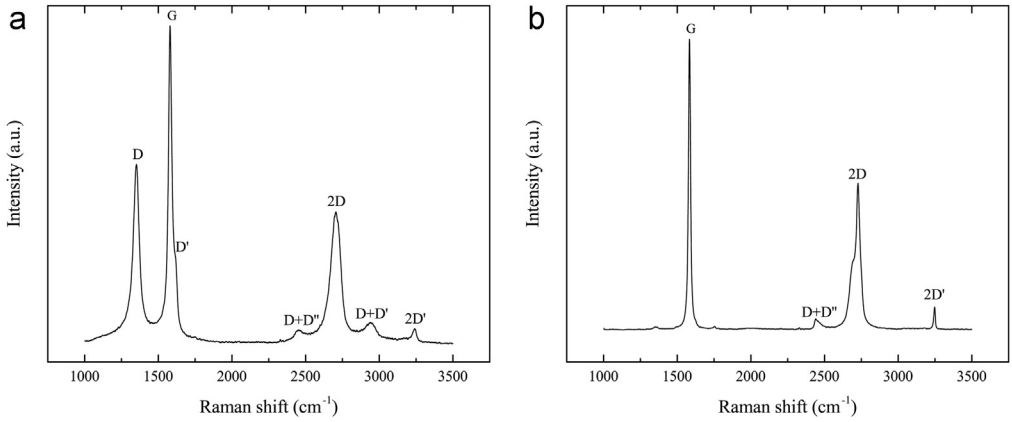 a
G
D
D'
2D
D+D"
D+D'
2D'
Intensity (a.u.)
1000 1500 2000 2500 3000 3500
Raman shift (cm⁻¹)
b
G
2D
D+D"
2D'
Intensity (a.u.)
1000 1500 2000 2500 3000 3500
Raman shift (cm⁻¹)